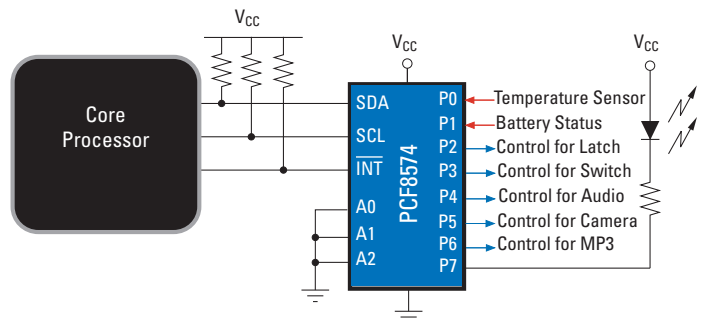 VCC
Core
Processor
VCC
SDA
SCL
INT
A0
A1
A2
PCF8574
P0
P1
P2
P3
P4
P5
P6
P7
Temperature Sensor
Battery Status
Control for Latch
Control for Switch
Control for Audio
Control for Camera
Control for MP3
VCC